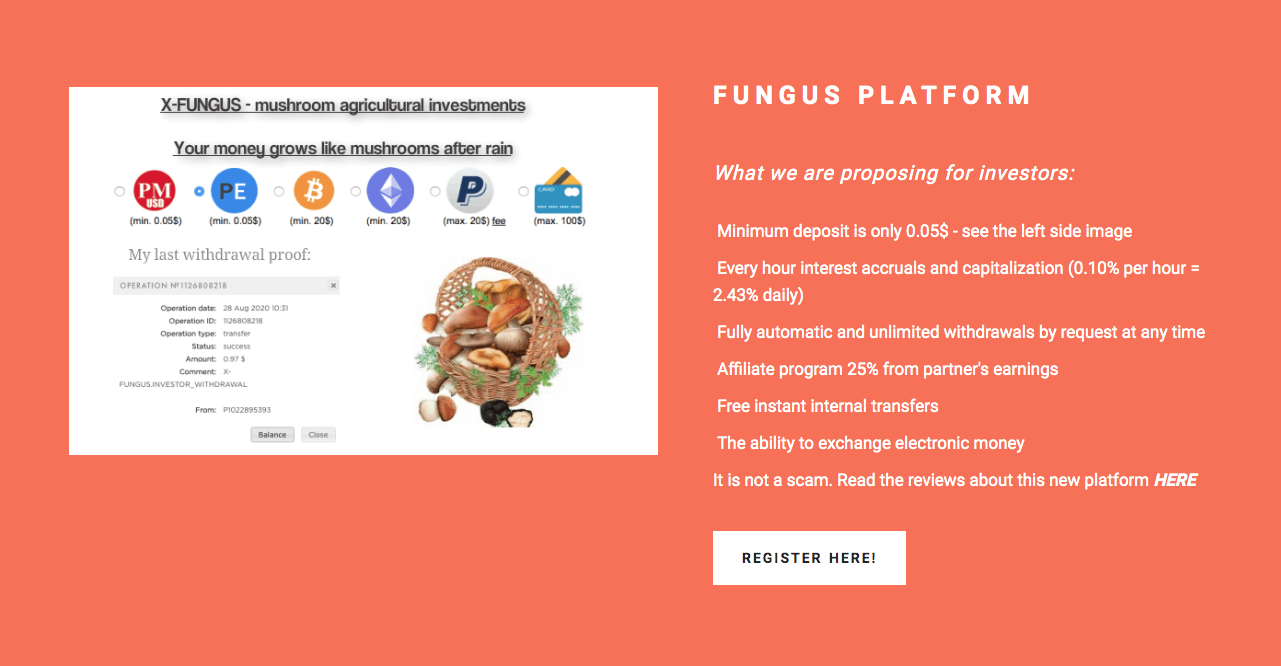 X-FUNGUS - mushroom agricultural investments
Your money grows like mushrooms after rain
PM USD
PE
CARD
(min. 0.05$) (min. 0.05$) (min. 20$) (min. 20$) (max. 20$) fee (max. 100$)
My last withdrawal proof:
OPERATION №1126808218 ×
Operation date: 28 Aug 2020 10:31
Operation ID: 1126808218
Operation type: transfer
Status: success
Amount: 0.97 $
Comment: X-
FUNGUS.INVESTOR_WITHDRAWAL
From: P1022895393
Balance Close
FUNGUS PLATFORM
What we are proposing for investors:
Minimum deposit is only 0.05$ - see the left side image
Every hour interest accruals and capitalization (0.10% per hour =
2.43% daily)
Fully automatic and unlimited withdrawals by request at any time
Affiliate program 25% from partner's earnings
Free instant internal transfers
The ability to exchange electronic money
It is not a scam. Read the reviews about this new platform HERE
REGISTER HERE!